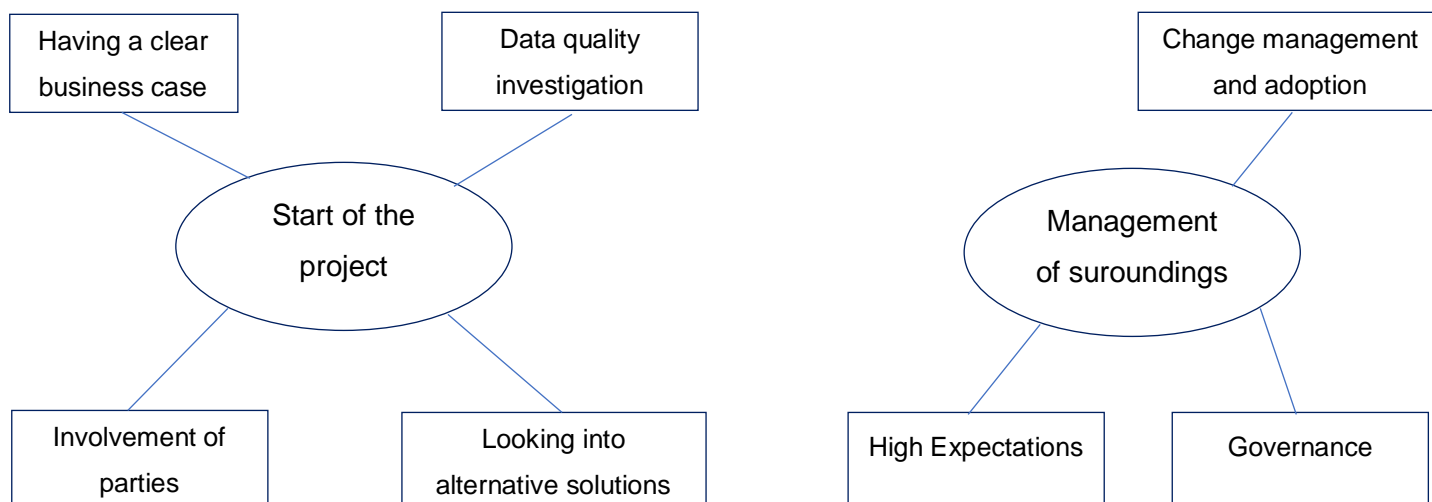 Having a clear
business case
Data quality
investigation
Start of the
project
Involvement of
parties
Looking into
alternative solutions
Change management
and adoption
Management
of suroundings
High Expectations
Governance